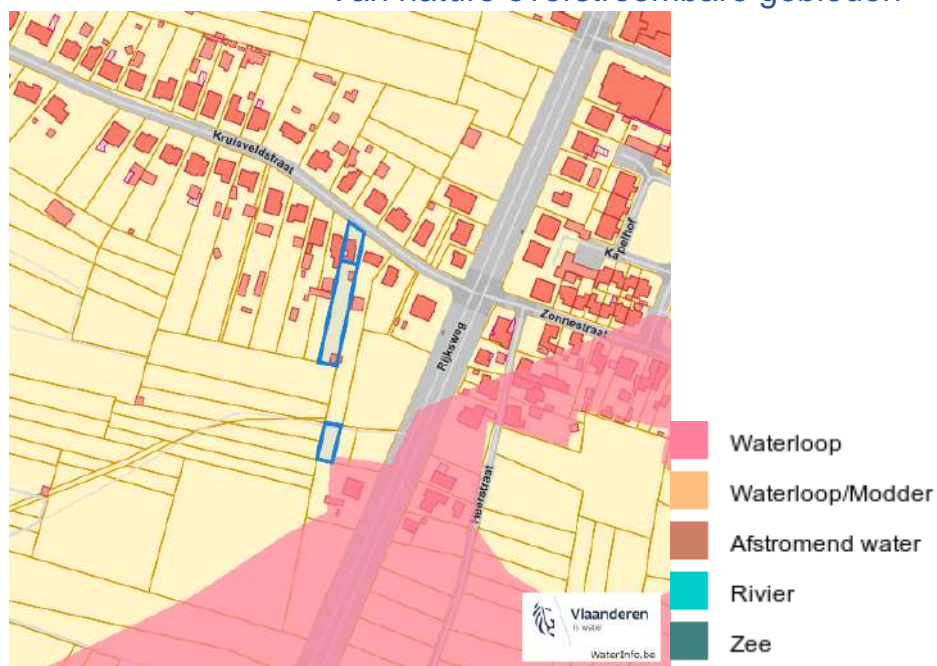 van nature overstroombare gebieden
Kruisveldstraat
Kapelhof
Zonnestraat
Rijksweg
Heerstraat
Waterloop
Waterloop/Modder
Afstromend water
Rivier
Zee
Vlaanderen
is water
WaterInfo.be